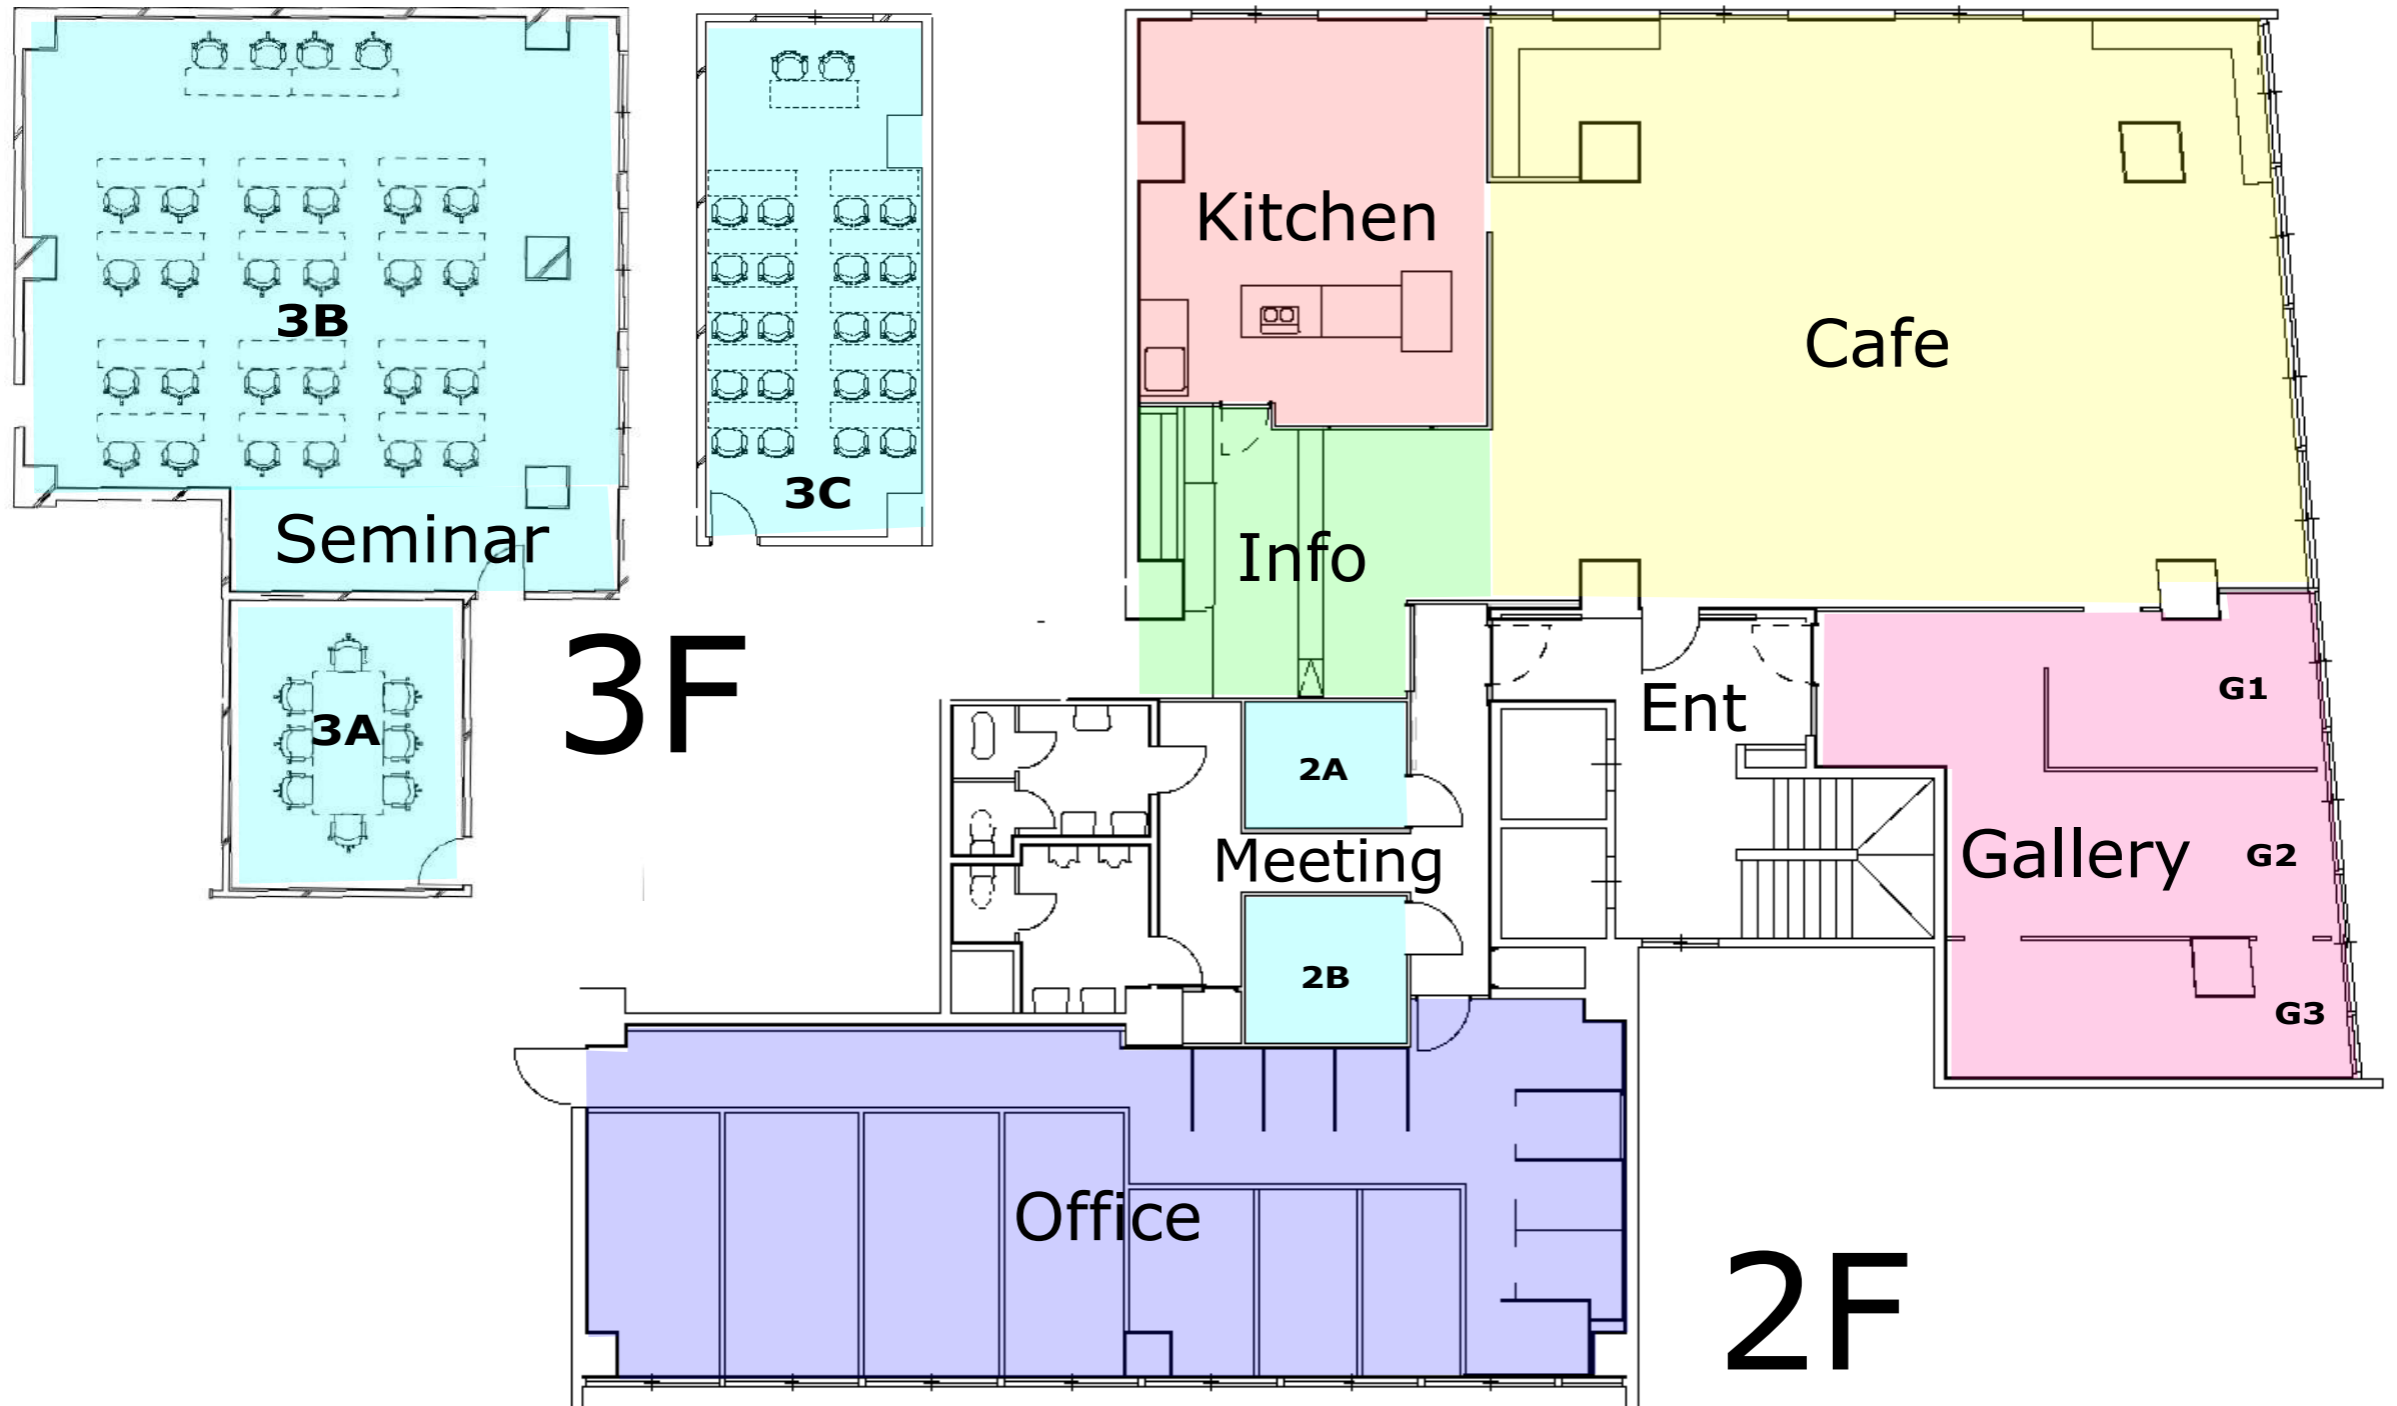 3B
Seminar
3C
3A
3F
Kitchen
Cafe
Info
Ent
G1
2A
Meeting
Gallery
G2
2B
G3
Office
2F